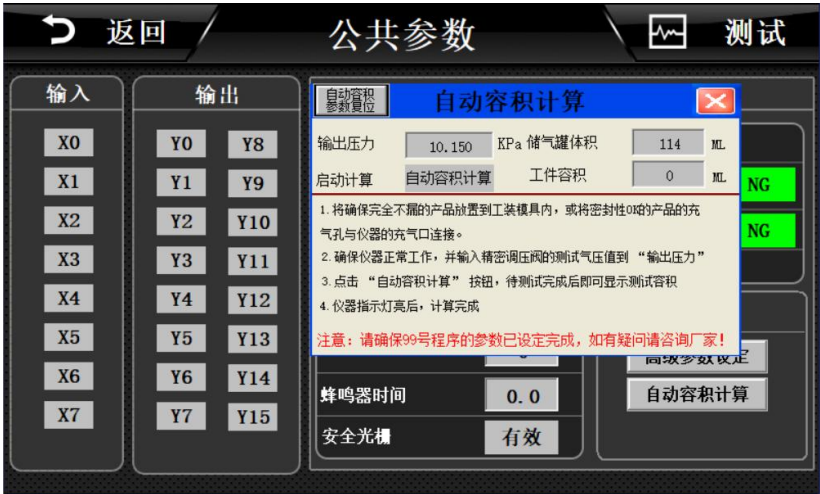 返回
公共参数
测试
输入
输出
X0
X1
X2
X3
X4
X5
X6
X7
Y0 Y8
Y1 Y9
Y2 Y10
Y3 Y11
Y4 Y12
Y5 Y13
Y6 Y14
Y7 Y15
自动容积
参数复位
自动容积计算
输出压力 10.150 KPa 储气罐体积 114 ML
启动计算 自动容积计算 工件容积 0 ML
1.将确保完全不漏的产品放置到工装模具内，或将密封性OK的产品的充
气孔与仪器的充气口连接。
2.确保仪器正常工作，并输入精密调压阀的测试气压值到 “输出压力”
3.点击 “自动容积计算” 按钮，待测试完成后即可显示测试容积
4.仪器指示灯亮后，计算完成
注意：请确保99号程序的参数已设定完成，如有疑问请咨询厂家!
NG
NG
高级参数设定
蜂鸣器时间 0.0
自动容积计算
安全光栅 有效